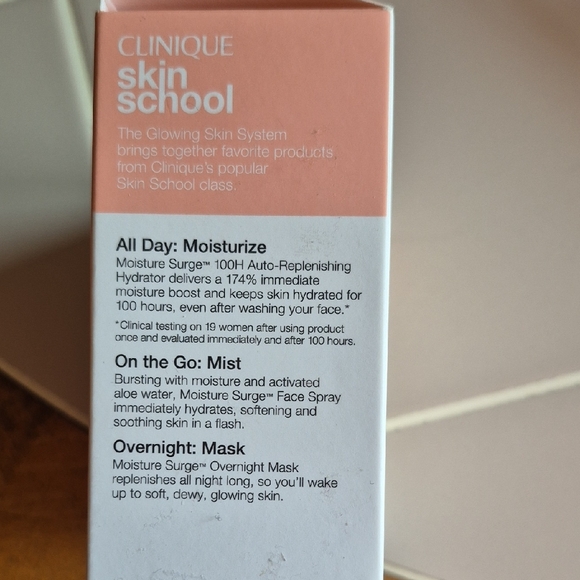 CLINIQUE
skin
school
The Glowing Skin System
brings together favorite products
from Clinique's popular
Skin School class.
All Day: Moisturize
Moisture Surge™ 100H Auto-Replenishing
Hydrator delivers a 174% immediate
moisture boost and keeps skin hydrated for
100 hours, even after washing your face.*
*Clinical testing on 19 women after using product
once and evaluated immediately and after 100 hours.
On the Go: Mist
Bursting with moisture and activated
aloe water, Moisture Surge™ Face Spray
immediately hydrates, softening and
soothing skin in a flash.
Overnight: Mask
Moisture Surge™ Overnight Mask
replenishes all night long, so you'll wake
up to soft, dewy, glowing skin.